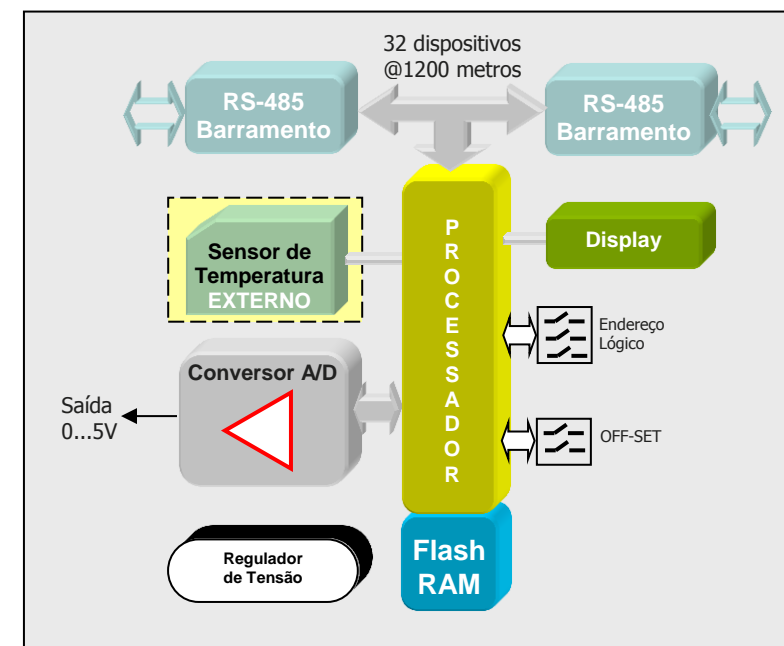 32 dispositivos
@1200 metros
RS-485
Barramento
RS-485
Barramento
PROCESSADOR
Sensor de
Temperatura
EXTERNO
Display
Endereço
Lógico
Conversor A/D
Saída
0...5V
OFF-SET
Regulador
de Tensão
Flash
RAM